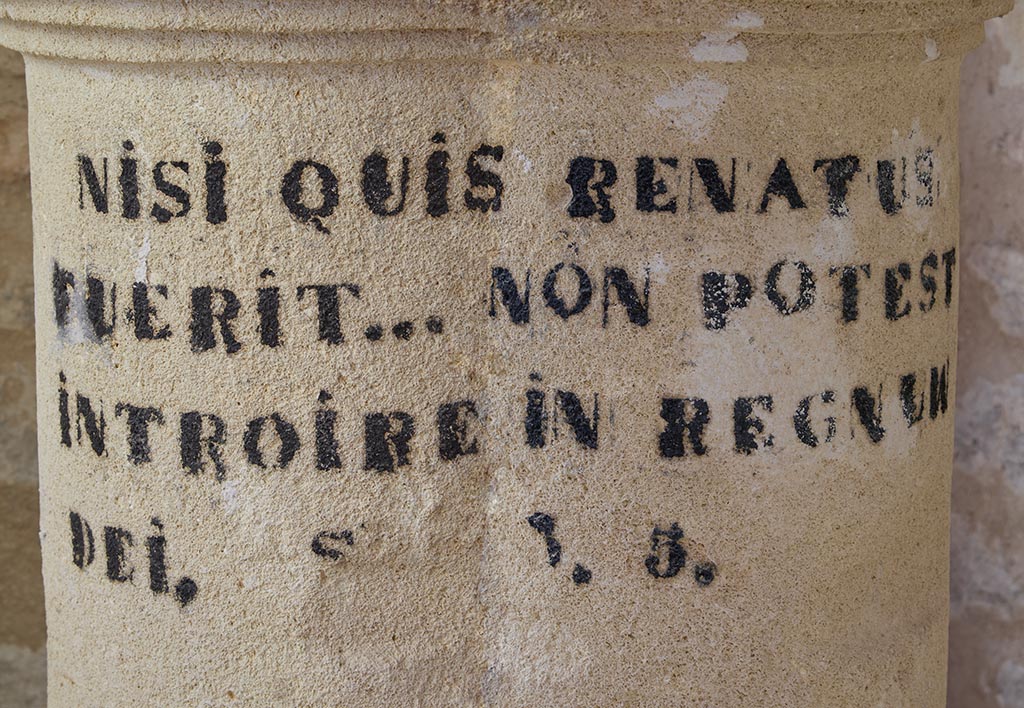 NISI QUIS RENATUS
FUERIT... NON POTEST
INTROIRE IN REGNUM
DEI, S 5.